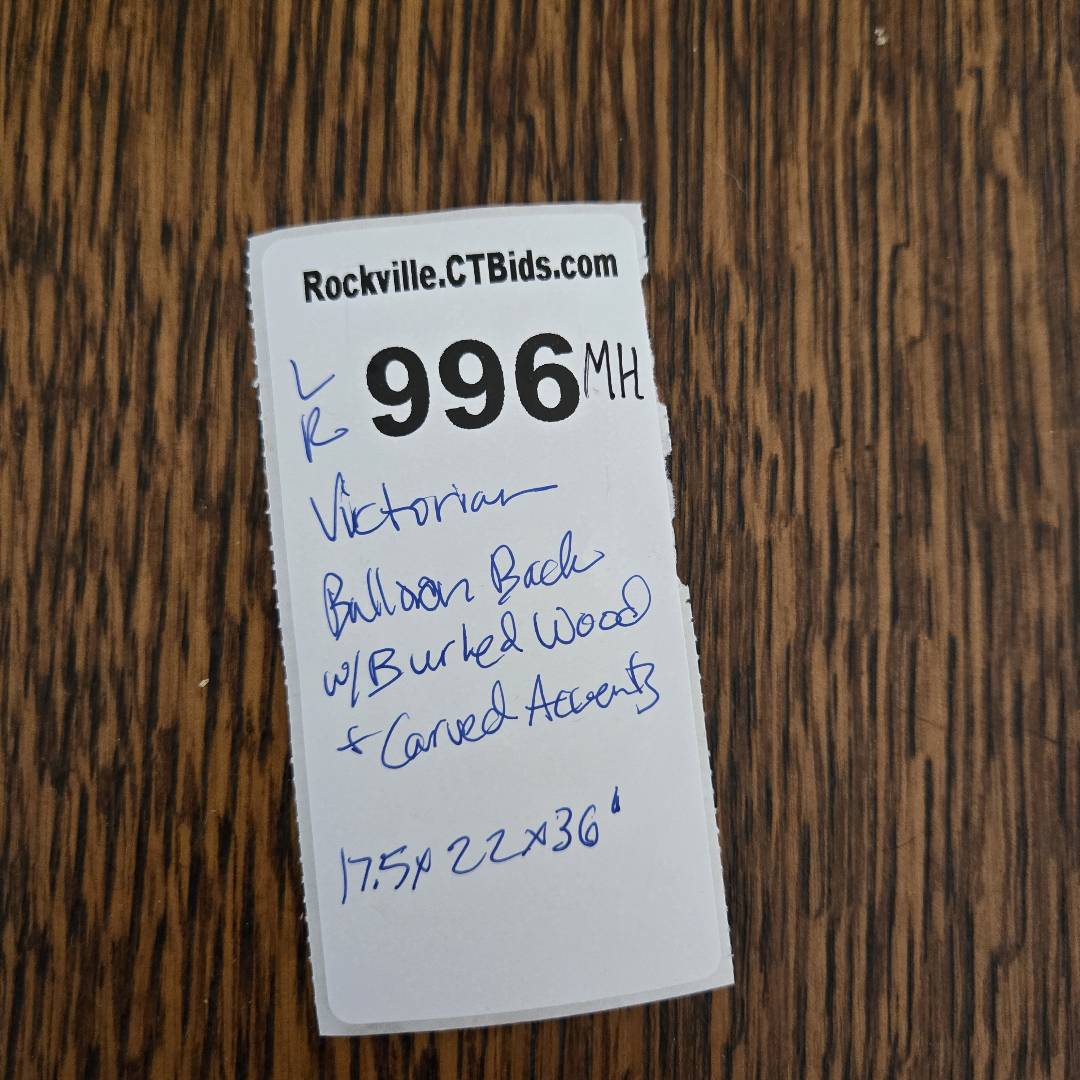 Rockville.CTBids.com
L 996 MH
R
Victorian
Balloon Back
w/Burled Wood
+ Carved Accents
17.5x22x36"